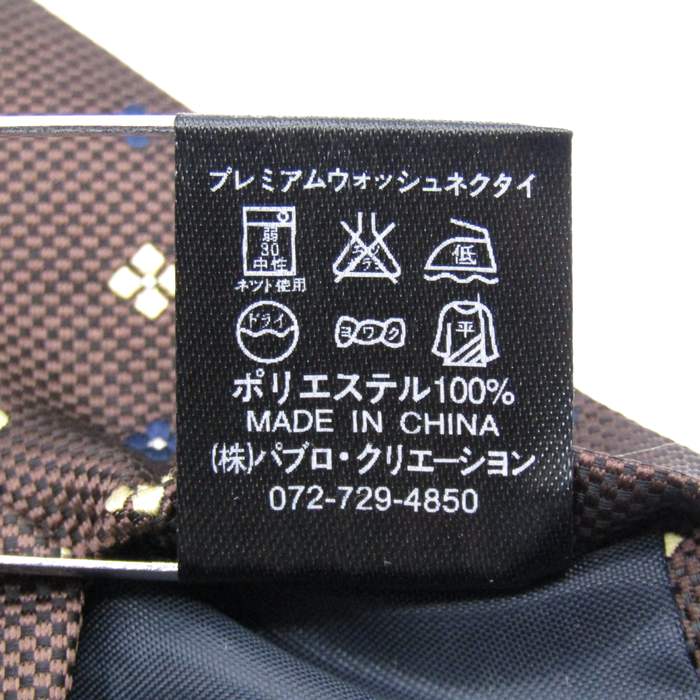 プレミアムウォッシュネクタイ
弱
30
中性
エンソ
サラシ
低
ネット使用
ドライ
ヨワク
平
ポリエステル100%
MADE IN CHINA
(株)パブロ・クリエーション
072-729-4850